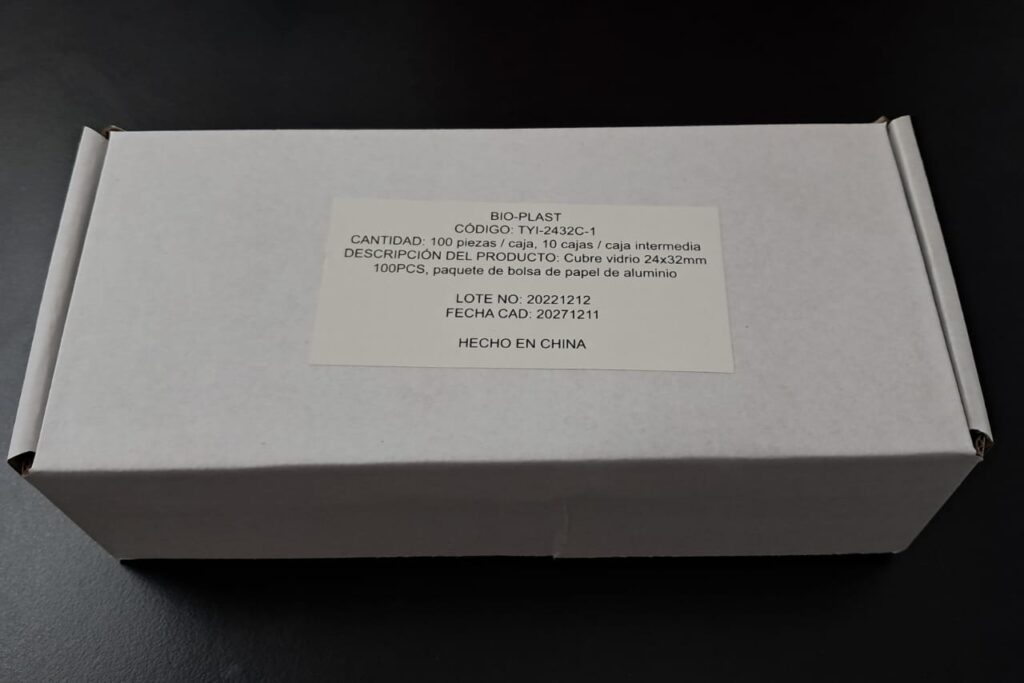 BIO-PLAST
CÓDIGO: TYI-2432C-1
CANTIDAD: 100 piezas / caja, 10 cajas / caja intermedia
DESCRIPCIÓN DEL PRODUCTO: Cubre vidrio 24x32mm
100PCS, paquete de bolsa de papel de aluminio
LOTE NO: 20221212
FECHA CAD: 20271211
HECHO EN CHINA